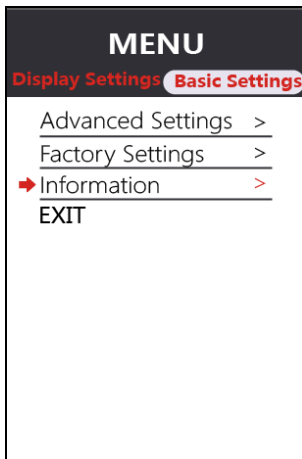 MENU
Display Settings Basic Settings
Advanced Settings >
Factory Settings >
Information >
EXIT